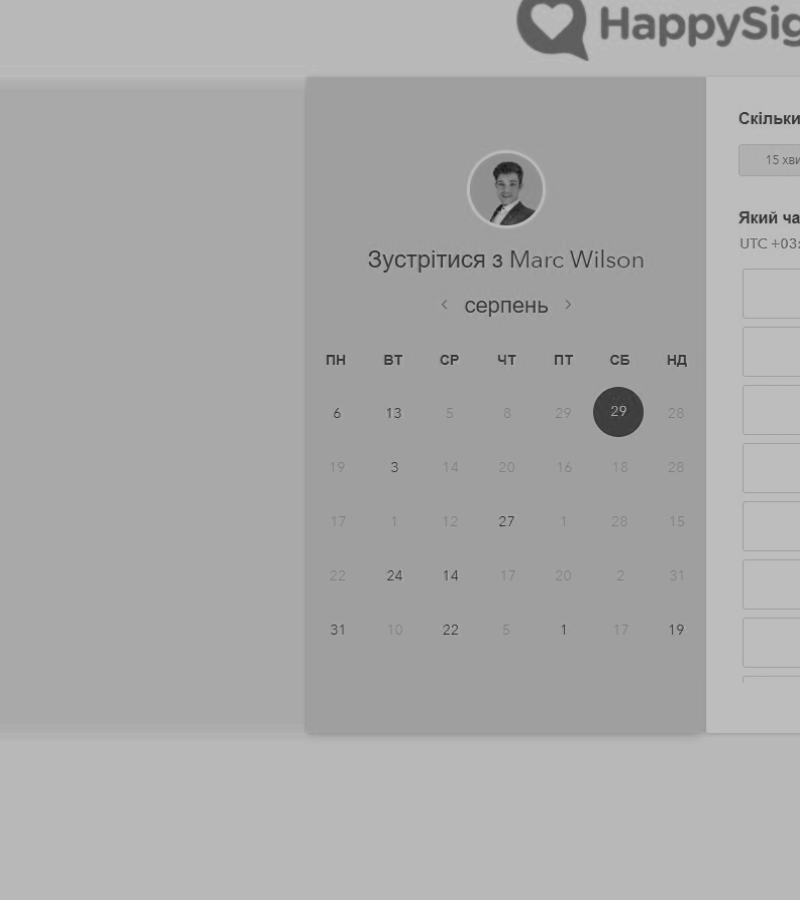 HappySig
Скільки
15 хви
Зустрітися з Marc Wilson
серпень
ПН ВТ СР ЧТ ПТ СБ НД
6 13 5 8 29 29 28
19 3 14 20 16 18 28
17 1 12 27 1 28 15
22 24 14 17 20 2 31
31 10 22 5 1 17 19
Який ча
UTC +03: